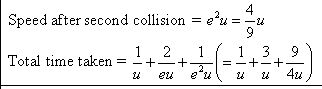 Speed after second collision = e²u = 4/9 u
Total time taken = 1/u + 2/eu + 1/e²u (= 1/u + 3/u + 9/4u)